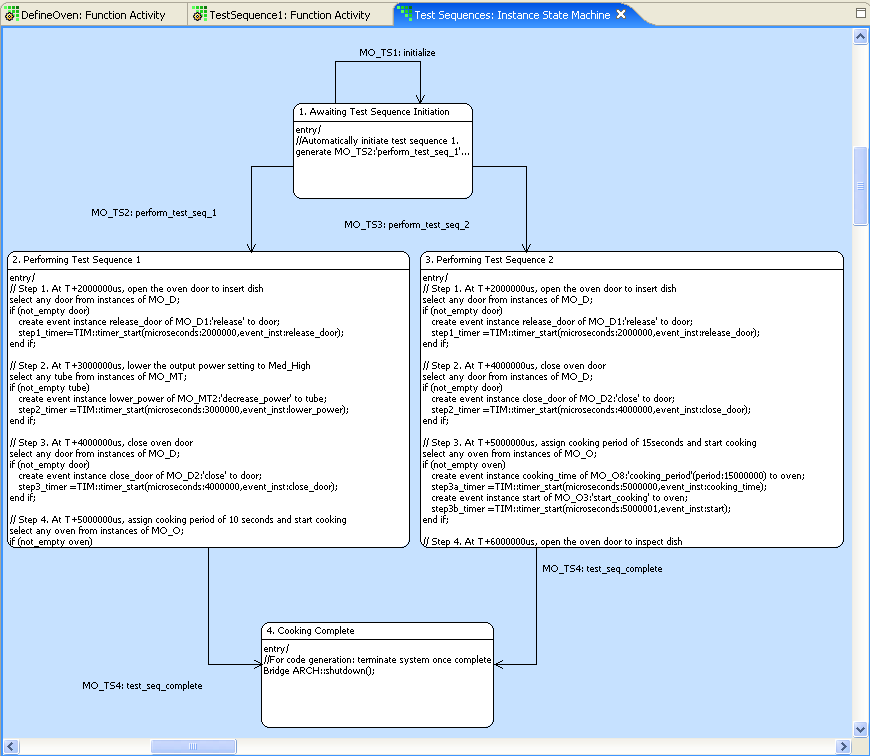 DefineOven: Function Activity
TestSequence1: Function Activity
Test Sequences: Instance State Machine
MO_TS1: initialize
1. Awaiting Test Sequence Initiation
entry/
//Automatically initiate test sequence 1.
generate MO_TS2:'perform_test_seq_1'...
MO_TS2: perform_test_seq_1
MO_TS3: perform_test_seq_2
2. Performing Test Sequence 1
entry/
// Step 1. At T+2000000us, open the oven door to insert dish
select any door from instances of MO_D;
if (not_empty door)
create event instance release_door of MO_D1:'release' to door;
step1_timer=TIM::timer_start(microseconds:2000000,event_inst:release_door);
end if;
// Step 2. At T+3000000us, lower the output power setting to Med_High
select any tube from instances of MO_MT;
if (not_empty tube)
create event instance lower_power of MO_MT2:'decrease_power' to tube;
step2_timer =TIM::timer_start(microseconds:3000000,event_inst:lower_power);
end if;
// Step 3. At T+4000000us, close oven door
select any door from instances of MO_D;
if (not_empty door)
create event instance close_door of MO_D2:'close' to door;
step3_timer =TIM::timer_start(microseconds:4000000,event_inst:close_door);
end if;
// Step 4. At T+5000000us, assign cooking period of 10 seconds and start cooking
select any oven from instances of MO_O;
if (not_empty oven)
3. Performing Test Sequence 2
entry/
// Step 1. At T+2000000us, open the oven door to insert dish
select any door from instances of MO_D;
if (not_empty door)
create event instance release_door of MO_D1:'release' to door;
step1_timer =TIM::timer_start(microseconds:2000000,event_inst:release_door);
end if;
// Step 2. At T+4000000us, close oven door
select any door from instances of MO_D;
if (not_empty door)
create event instance close_door of MO_D2:'close' to door;
step2_timer =TIM::timer_start(microseconds:4000000,event_inst:close_door);
end if;
// Step 3. At T+5000000us, assign cooking period of 15seconds and start cooking
select any oven from instances of MO_O;
if (not_empty oven)
create event instance cooking_time of MO_O8:'cooking_period'(period:15000000) to oven;
step3a_timer =TIM::timer_start(microseconds:5000000,event_inst:cooking_time);
create event instance start of MO_O3:'start_cooking' to oven;
step3b_timer =TIM::timer_start(microseconds:5000001,event_inst:start);
end if;
// Step 4. At T+6000000us, open the oven door to inspect dish
MO_TS4: test_seq_complete
4. Cooking Complete
entry/
//For code generation: terminate system once complete
Bridge ARCH::shutdown();
MO_TS4: test_seq_complete